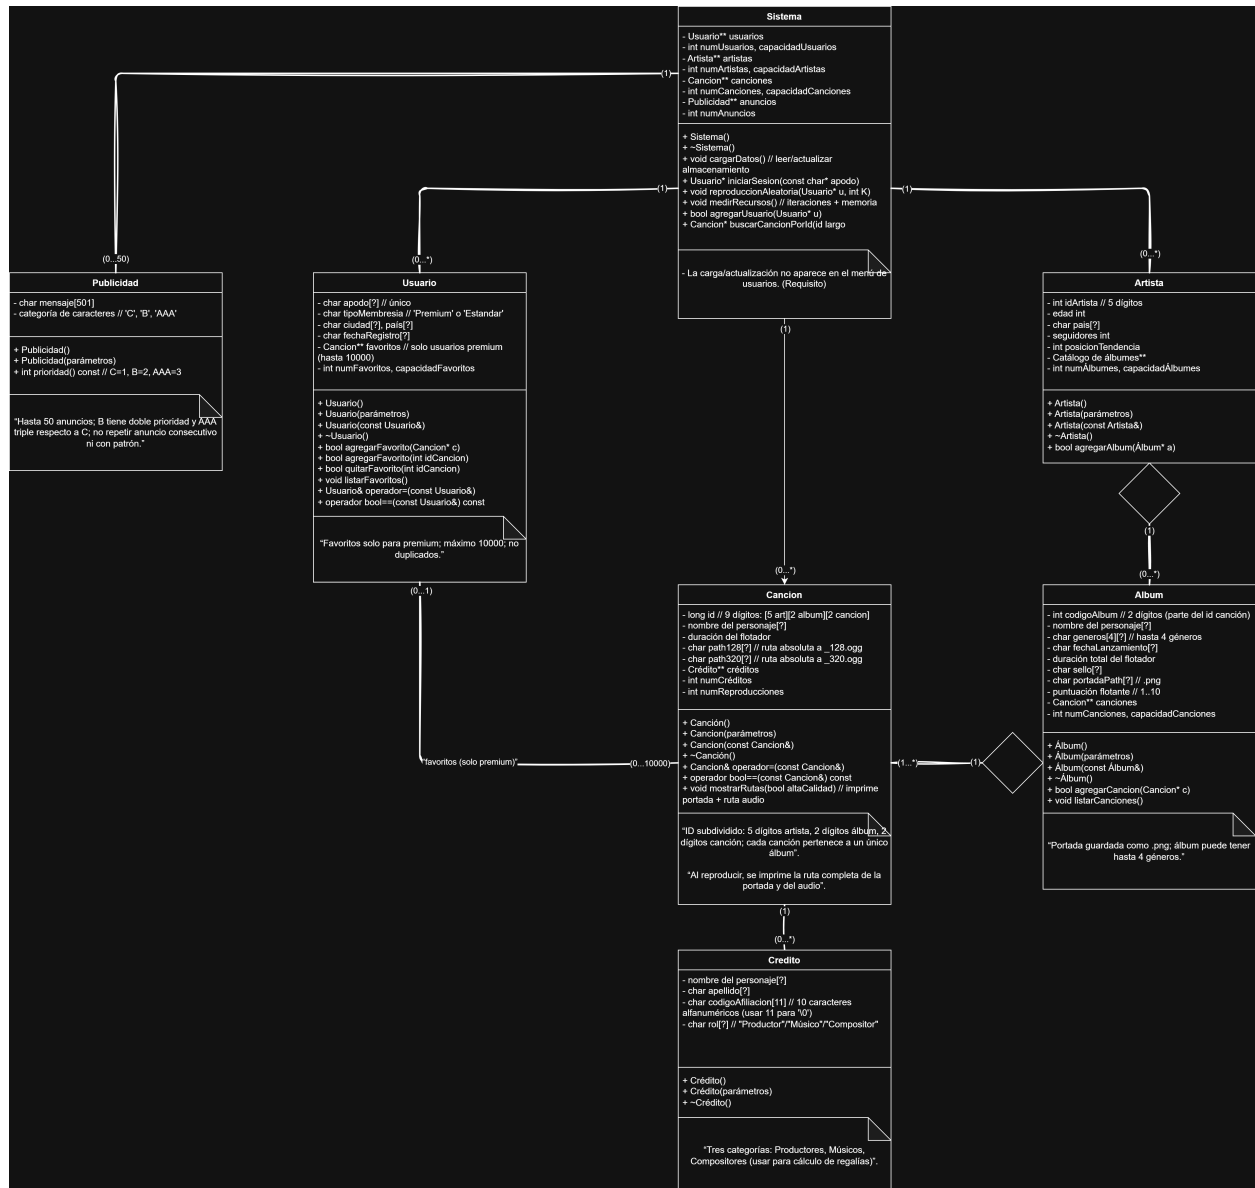 Sistema
- Usuario** usuarios
- int numUsuarios, capacidadUsuarios
- Artista** artistas
- int numArtistas, capacidadArtistas
- Cancion** canciones
- int numCanciones, capacidadCanciones
- Publicidad** anuncios
- int numAnuncios
+ Sistema()
+ ~Sistema()
+ void cargarDatos() // leer/actualizar
almacenamiento
+ Usuario* iniciarSesion(const char* apodo)
+ void reproduccionAleatoria(Usuario* u, int K)
+ void medirRecursos() // iteraciones + memoria
+ bool agregarUsuario(Usuario* u)
+ Cancion* buscarCancionPorId(id largo
- La carga/actualización no aparece en el menú de
usuarios. (Requisito)
(1)
(1)
(1)
(1)
(0...50)
(0...*)
(0...*)
(0...*)
Publicidad
- char mensaje[501]
- categoría de caracteres // 'C', 'B', 'AAA'
+ Publicidad()
+ Publicidad(parámetros)
+ int prioridad() const // C=1, B=2, AAA=3
“Hasta 50 anuncios; B tiene doble prioridad y AAA
triple respecto a C; no repetir anuncio consecutivo
ni con patrón.”
Usuario
- char apodo[?] // único
- char tipoMembresia // 'Premium' o 'Estandar'
- char ciudad[?], país[?]
- char fechaRegistro[?]
- Cancion** favoritos // solo usuarios premium
(hasta 10000)
- int numFavoritos, capacidadFavoritos
+ Usuario()
+ Usuario(parámetros)
+ Usuario(const Usuario&)
+ ~Usuario()
+ bool agregarFavorito(Cancion* c)
+ bool agregarFavorito(int idCancion)
+ bool quitarFavorito(int idCancion)
+ void listarFavoritos()
+ Usuario& operador=(const Usuario&)
+ operador bool==(const Usuario&) const
“Favoritos solo para premium; máximo 10000; no
duplicados.”
(0...1)
“favoritos (solo premium)”
(0...10000)
Artista
- int idArtista // 5 dígitos
- edad int
- char pais[?]
- seguidores int
- int posicionTendencia
- Catálogo de álbumes**
- int numÁlbumes, capacidadÁlbumes
+ Artista()
+ Artista(parámetros)
+ Artista(const Artista&)
+ ~Artista()
+ bool agregarAlbum(Álbum* a)
(1)
(0...*)
Cancion
- long id // 9 dígitos: [5 art][2 album][2 cancion]
- nombre del personaje[?]
- duración del flotador
- char path128[?] // ruta absoluta a _128.ogg
- char path320[?] // ruta absoluta a _320.ogg
- Crédito** créditos
- int numCréditos
- int numReproducciones
+ Canción()
+ Cancion(parámetros)
+ Cancion(const Cancion&)
+ ~Canción()
+ Cancion& operador=(const Cancion&)
+ operador bool==(const Cancion&) const
+ void mostrarRutas(bool altaCalidad) // imprime
portada + ruta audio
“ID subdividido: 5 dígitos artista, 2 dígitos álbum, 2
dígitos canción; cada canción pertenece a un único
álbum”.
“Al reproducir, se imprime la ruta completa de la
portada y del audio”.
(1...*)
(1)
Album
- int codigoAlbum // 2 dígitos (parte del id canción)
- nombre del personaje[?]
- char generos[4][?] // hasta 4 géneros
- char fechaLanzamiento[?]
- duración total del flotador
- char sello[?]
- char portadaPath[?] // .png
- puntuación flotante // 1..10
- Cancion** canciones
- int numCanciones, capacidadCanciones
+ Álbum()
+ Álbum(parámetros)
+ Álbum(const Álbum&)
+ ~Álbum()
+ bool agregarCancion(Cancion* c)
+ void listarCanciones()
“Portada guardada como .png; álbum puede tener
hasta 4 géneros.”
(1)
(0...*)
Credito
- nombre del personaje[?]
- char apellido[?]
- char codigoAfiliacion[11] // 10 caracteres
alfanuméricos (usar 11 para '\0')
- char rol[?] // "Productor"/"Músico"/"Compositor"
+ Crédito()
+ Crédito(parámetros)
+ ~Crédito()
“Tres categorías: Productores, Músicos,
Compositores (usar para cálculo de regalías)”.